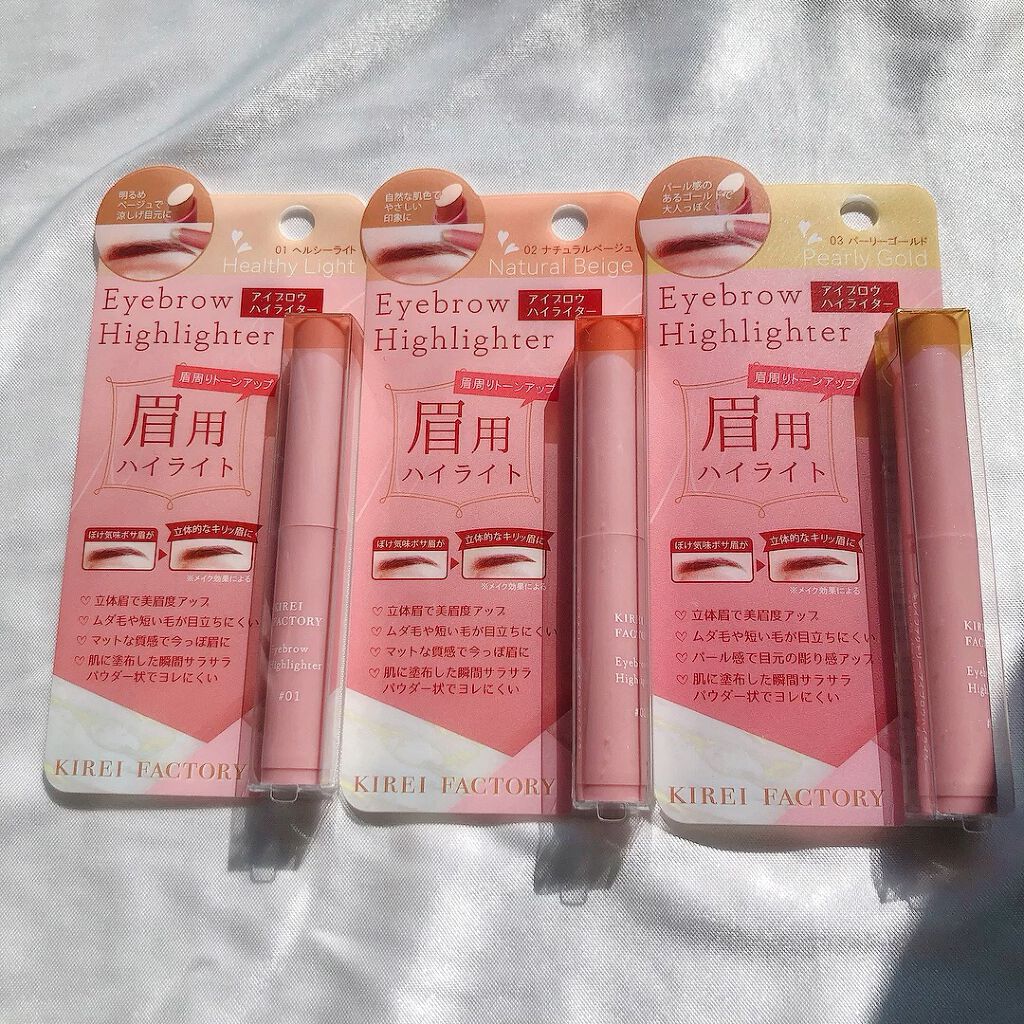 明るめ
ベージュで
涼しげ目元に
01 ヘルシーライト
Healthy Light
Eyebrow
Highlighter
アイブロウ
ハイライター
眉周りトーンアップ
眉用
ハイライト
ぼけ気味ボサ眉が
立体的なキリッ眉に
※メイク効果による
♡ 立体眉で美眉度アップ
♡ ムダ毛や短い毛が目立ちにくい
♡ マットな質感で今っぽ眉に
♡ 肌に塗布した瞬間サラサラ
パウダー状でヨレにくい
KIREI FACTORY
KIREI
FACTORY
Eyebrow
Highlighter
#01
自然な肌色で
やさしい
印象に
02 ナチュラルベージュ
Natural Beige
Eyebrow
Highlighter
アイブロウ
ハイライター
眉周りトーンアップ
眉用
ハイライト
ぼけ気味ボサ眉が
立体的なキリッ眉に
※メイク効果による
♡ 立体眉で美眉度アップ
♡ ムダ毛や短い毛が目立ちにくい
♡ マットな質感で今っぽ眉に
♡ 肌に塗布した瞬間サラサラ
パウダー状でヨレにくい
KIREI FACTORY
KIREI
パール感の
あるゴールドで
大人っぽく
03 パーリーゴールド
Pearly Gold
Eyebrow
Highlighter
アイブロウ
ハイライター
眉周りトーンアップ
眉用
ハイライト
ぼけ気味ボサ眉が
立体的なキリッ眉に
※メイク効果による
♡ 立体眉で美眉度アップ
♡ ムダ毛や短い毛が目立ちにくい
♡ パール感で目元の彫り感アップ
♡ 肌に塗布した瞬間サラサラ
パウダー状でヨレにくい
KIREI FACTORY